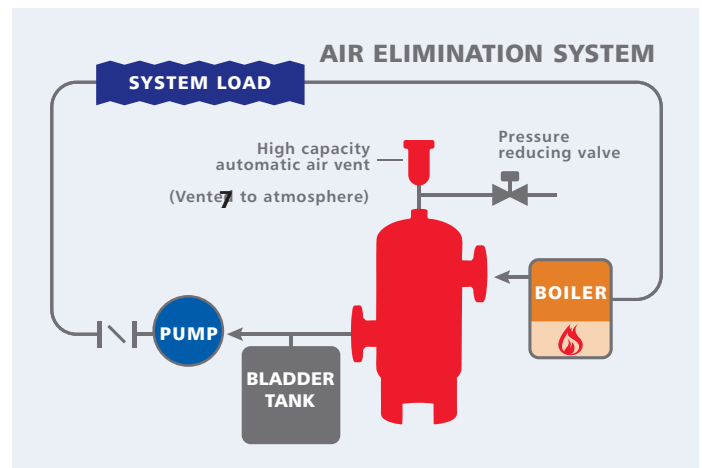 AIR ELIMINATION SYSTEM
SYSTEM LOAD
High capacity
automatic air vent
(Vented to atmosphere)
7
Pressure
reducing valve
BOILER
PUMP
BLADDER
TANK